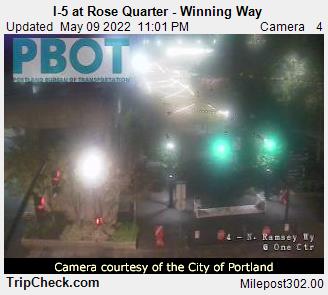 I-5 at Rose Quarter - Winning Way
Updated May 09 2022 11:01 PM Camera 4
PBOT
PORTLAND BUREAU OF TRANSPORTATION
4 - N. Ramsey Wy
@ One Ctr
Camera courtesy of the City of Portland
TripCheck.com Milepost302.00